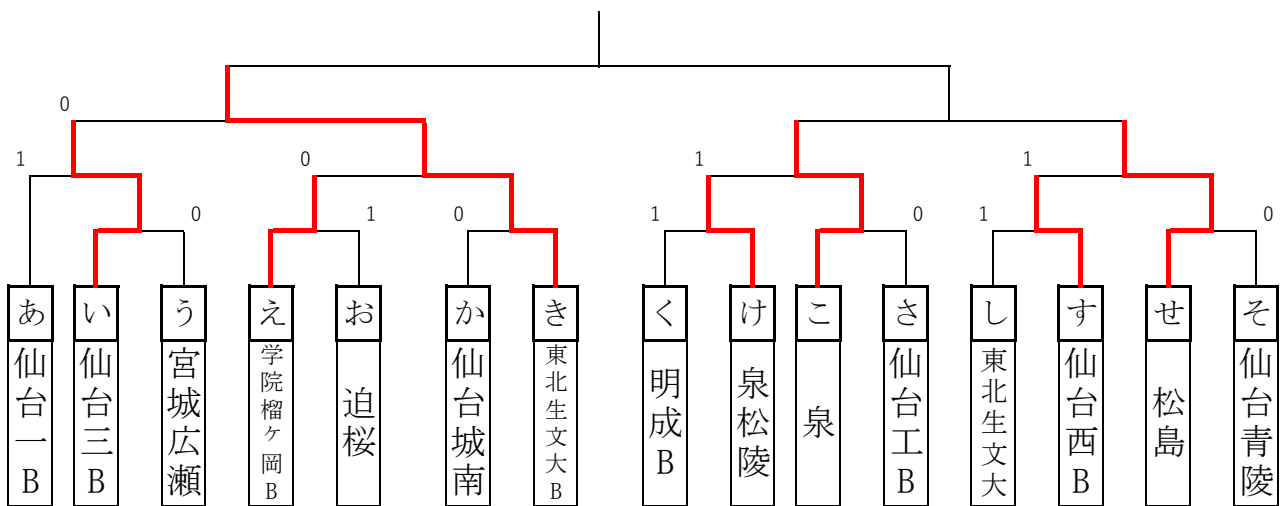 0
1
0
1
1
0
1
0
1
0
1
0
あ
い
う
え
お
か
き
く
け
こ
さ
し
す
せ
そ
仙台一B
仙台三B
宮城広瀬
学院榴ケ岡B
迫桜
仙台城南
東北生文大B
明成B
泉松陵
泉
仙台工B
東北生文大
仙台西B
松島
仙台青陵